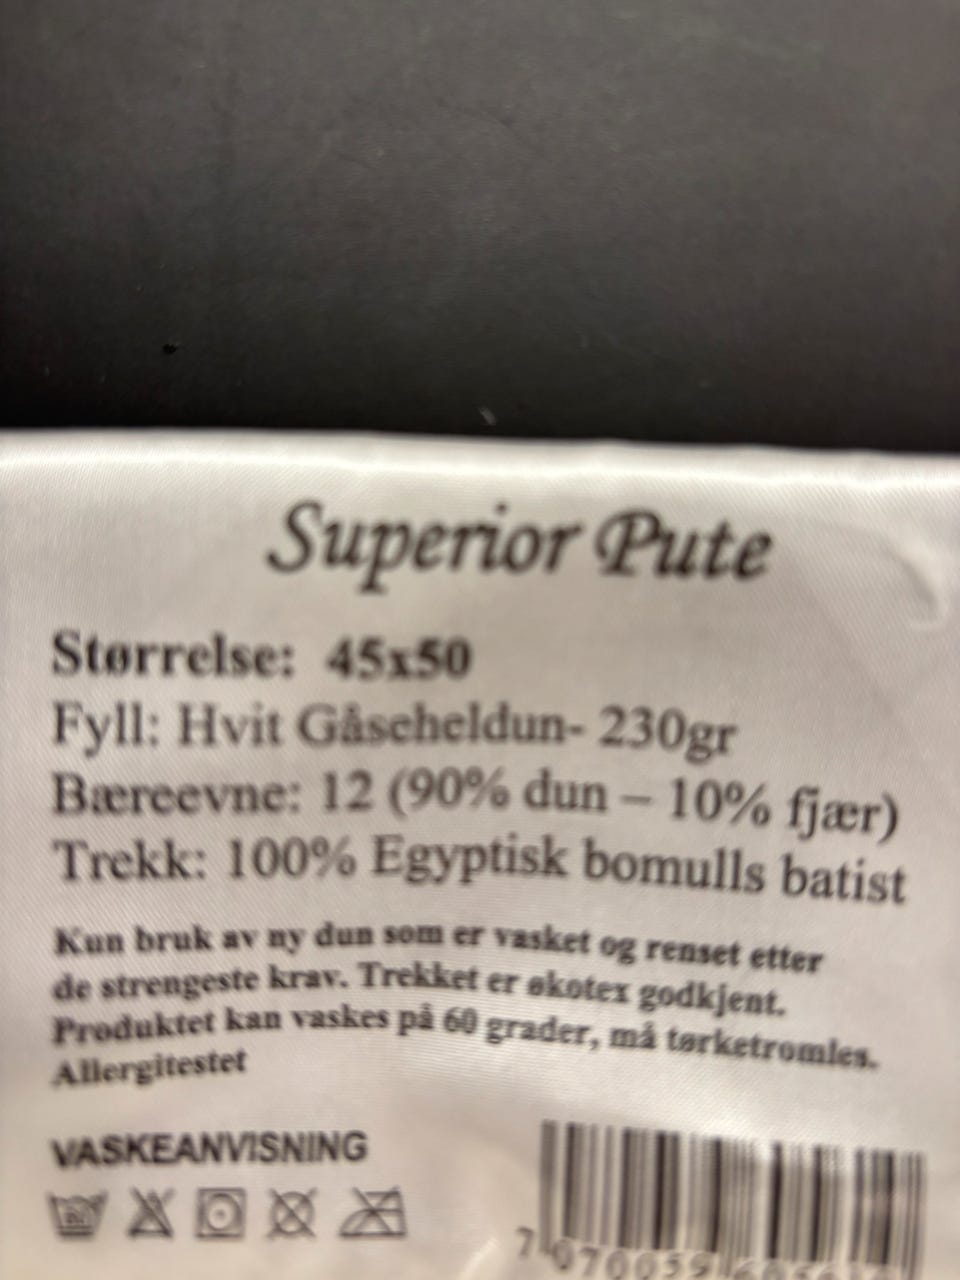 Superior Pute
Størrelse: 45x50
Fyll: Hvit Gåseheldun- 230gr
Bæreevne: 12 (90% dun – 10% fjær)
Trekk: 100% Egyptisk bomulls batist
Kun bruk av ny dun som er vasket og renset etter
de strengeste krav. Trekket er økotex godkjent.
Produktet kan vaskes på 60 grader, må tørketromles.
Allergitestet
VASKEANVISNING
7 070059